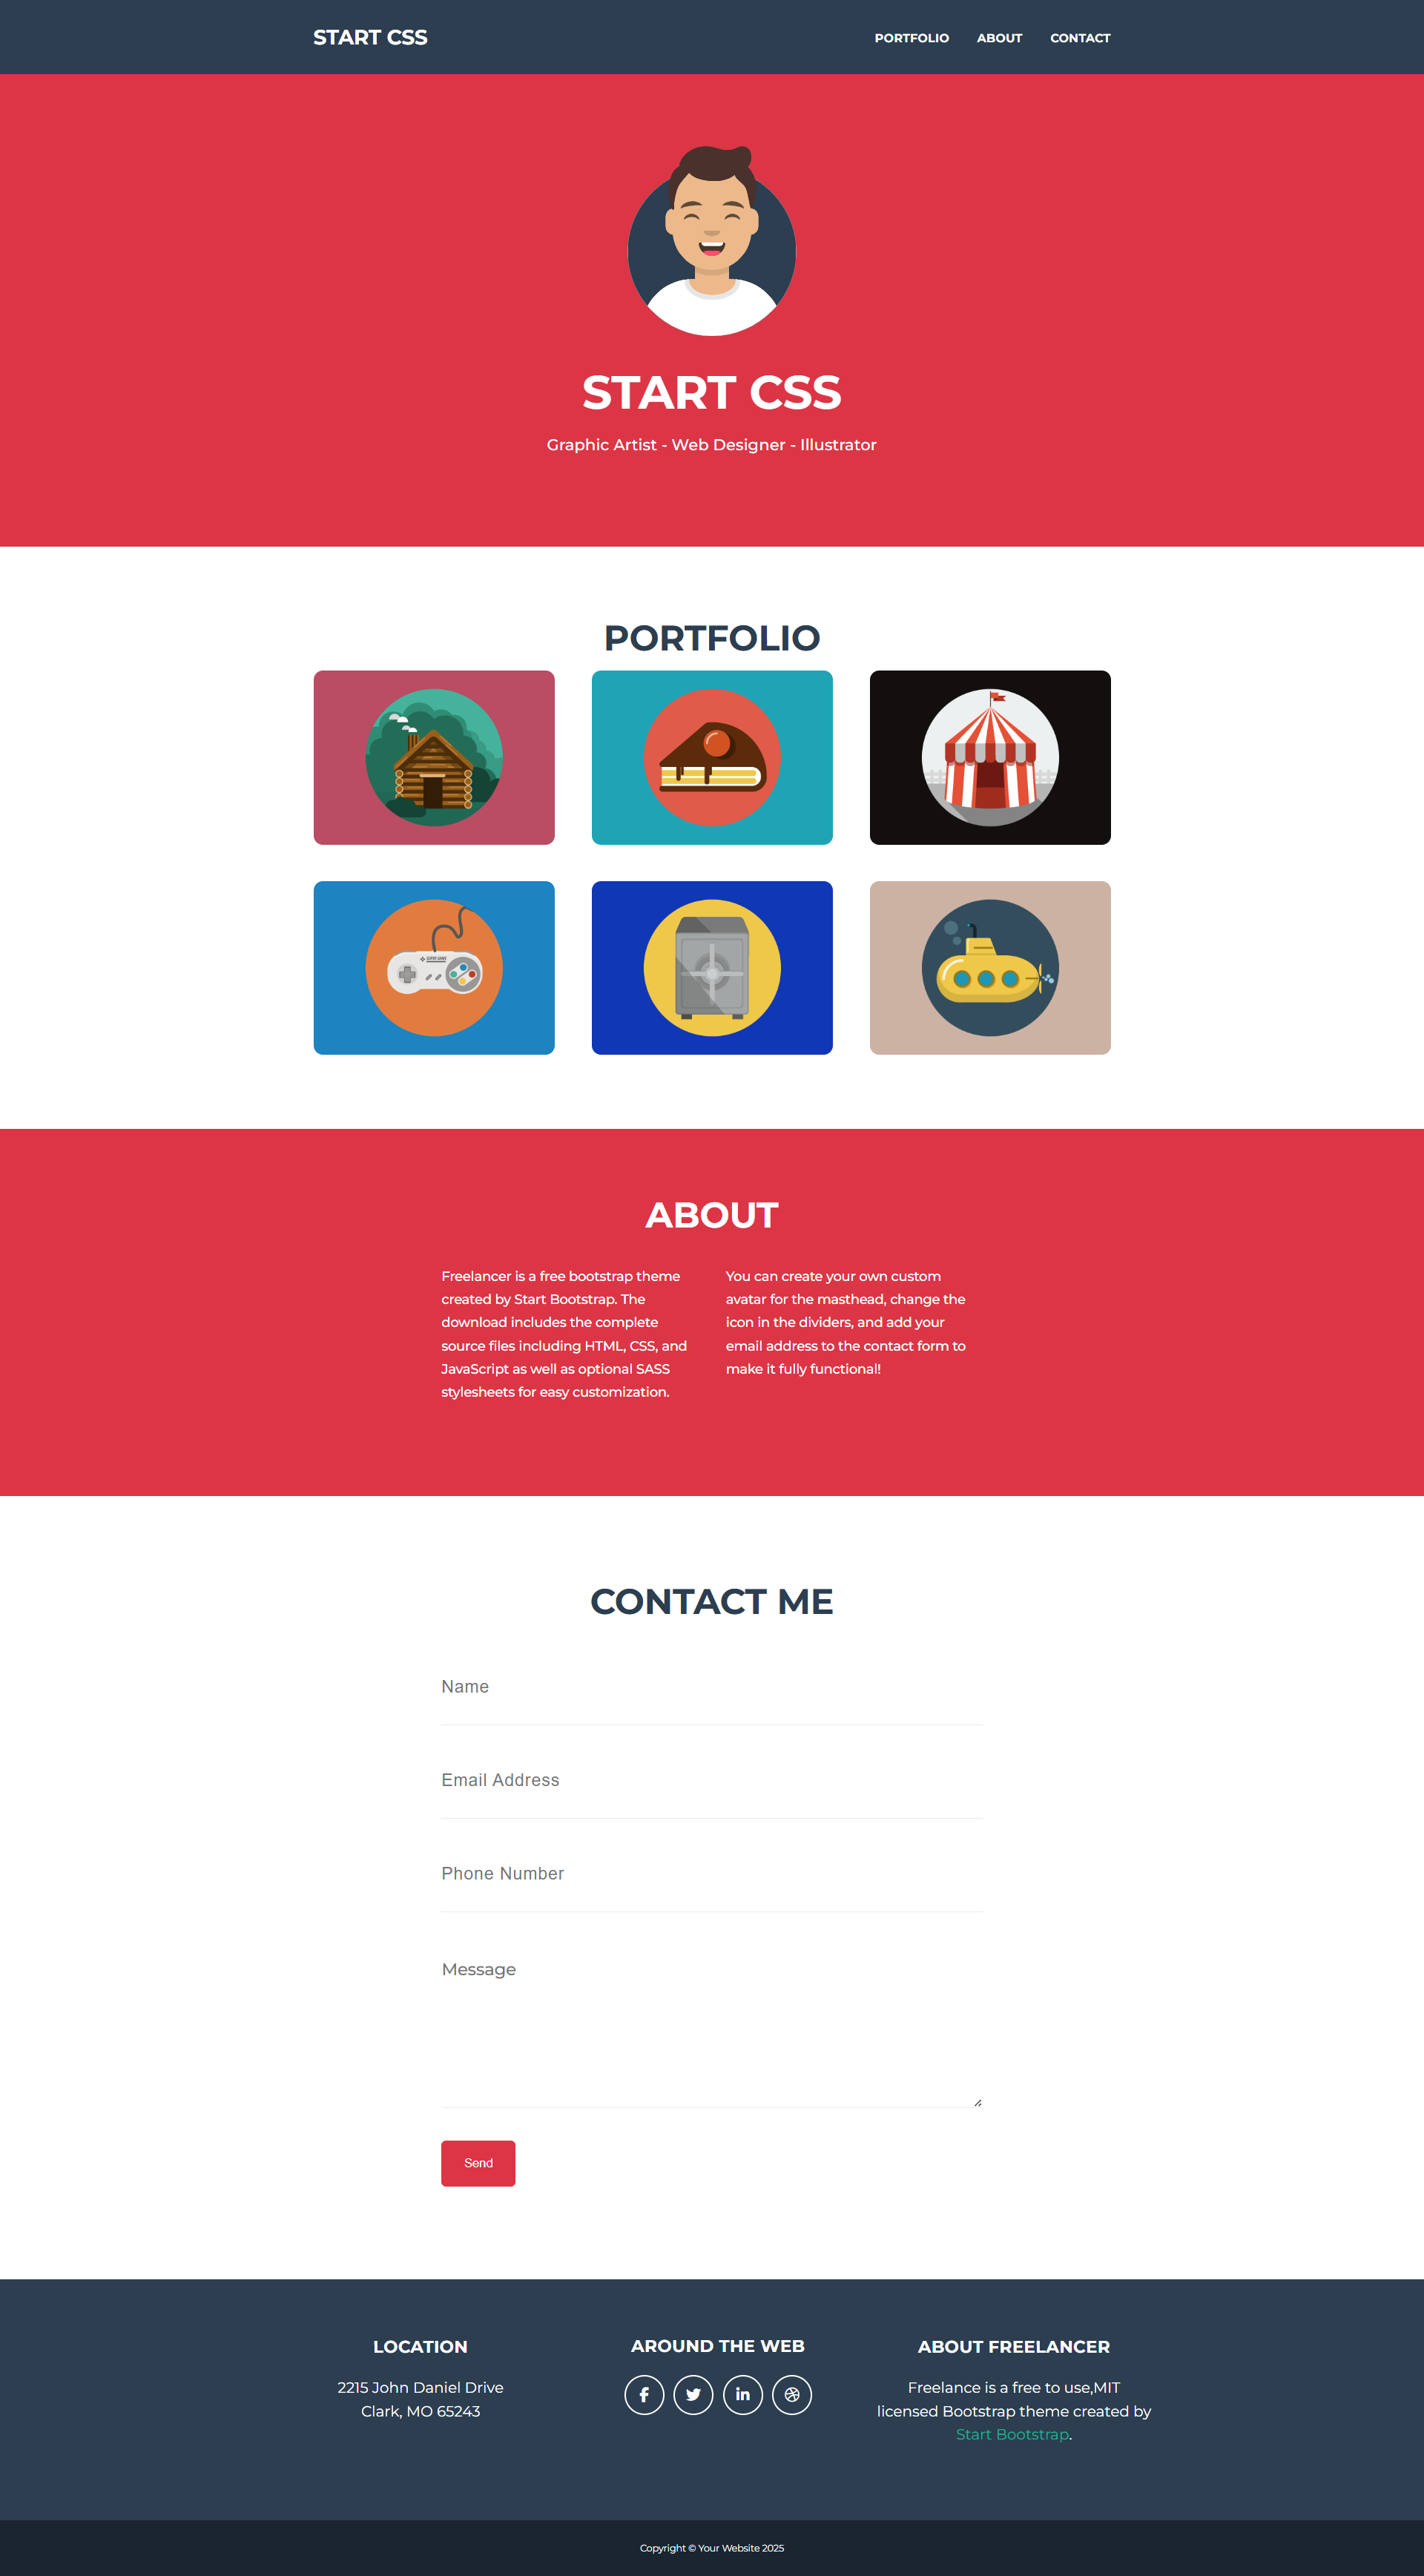 START CSS
PORTFOLIO ABOUT CONTACT
START CSS
Graphic Artist - Web Designer - Illustrator
PORTFOLIO
ABOUT
Freelancer is a free bootstrap theme
created by Start Bootstrap. The
download includes the complete
source files including HTML, CSS, and
JavaScript as well as optional SASS
stylesheets for easy customization.
You can create your own custom
avatar for the masthead, change the
icon in the dividers, and add your
email address to the contact form to
make it fully functional!
CONTACT ME
Name
Email Address
Phone Number
Message
Send
LOCATION
2215 John Daniel Drive
Clark, MO 65243
AROUND THE WEB
ABOUT FREELANCER
Freelance is a free to use,MIT
licensed Bootstrap theme created by
Start Bootstrap.
Copyright © Your Website 2025